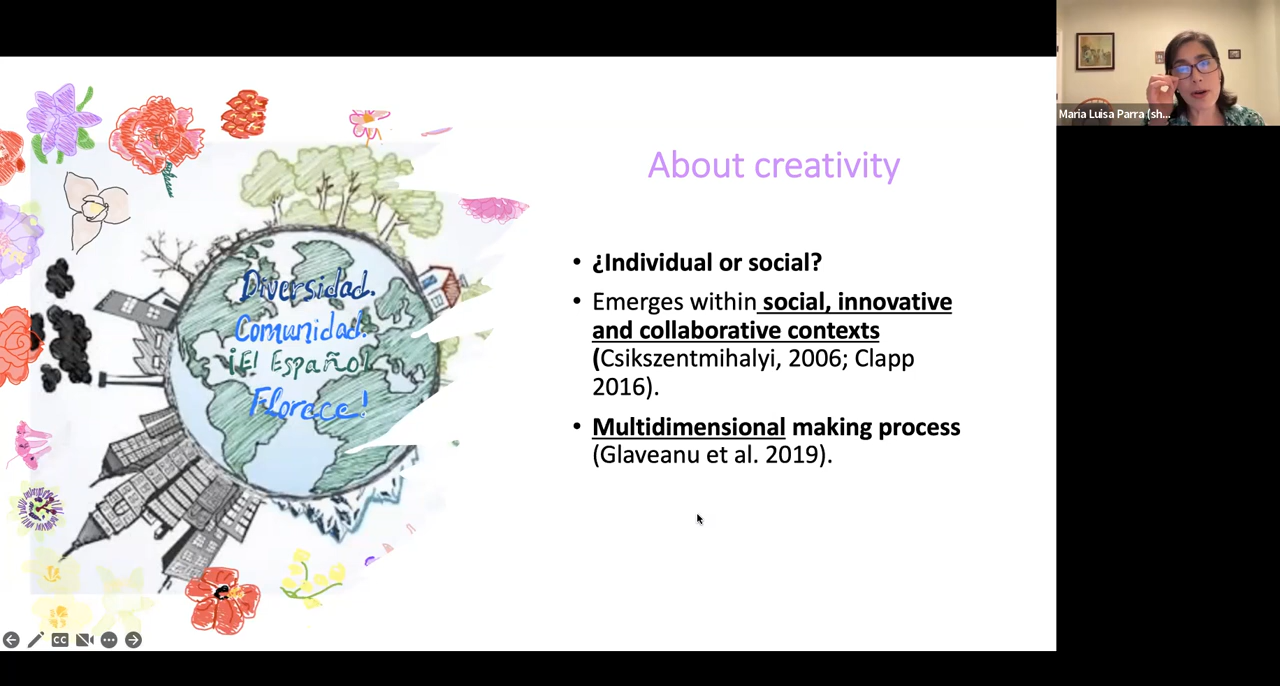 Maria Luisa Parra (sh...
About creativity
• ¿Individual or social?
• Emerges within social, innovative
and collaborative contexts
(Csikszentmihalyi, 2006; Clapp
2016).
• Multidimensional making process
(Glaveanu et al. 2019).
Diversidad.
Comunidad.
¡El Español
Florece!
CC